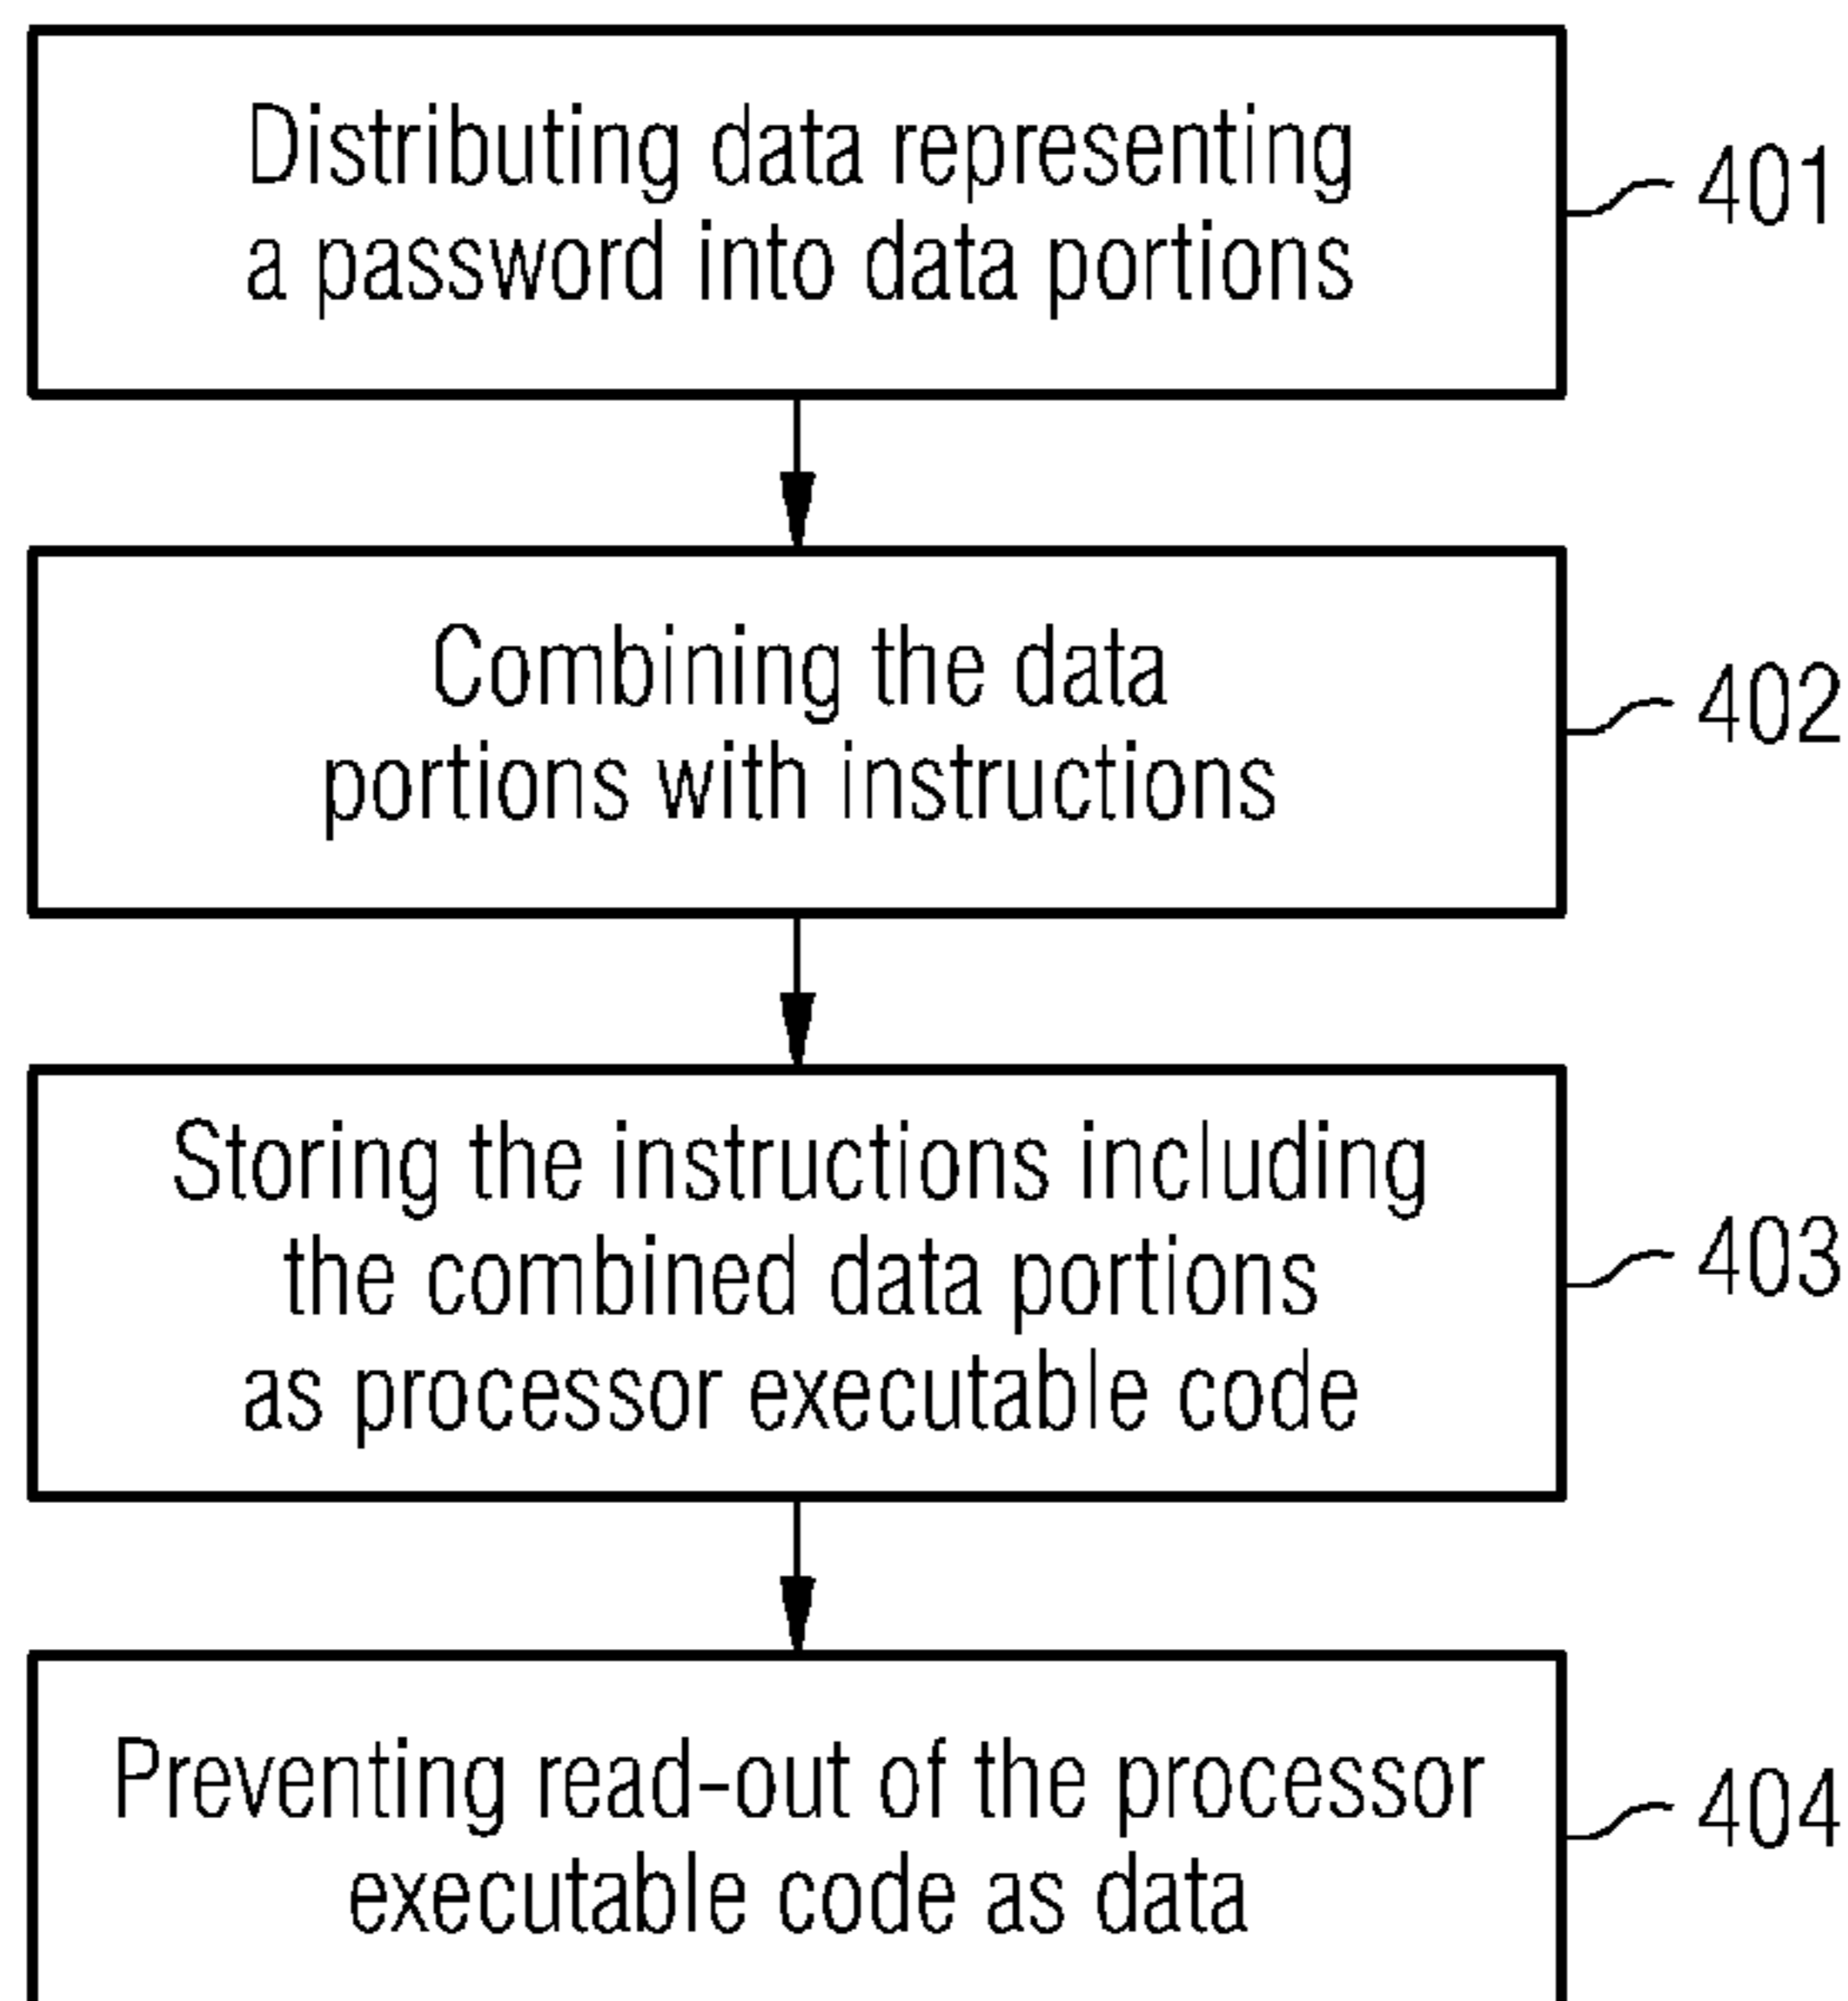 Distributing data representing
a password into data portions
401
Combining the data
portions with instructions
402
Storing the instructions including
the combined data portions
as processor executable code
403
Preventing read-out of the processor
executable code as data
404